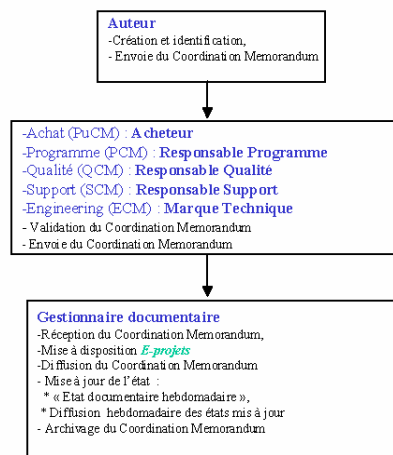 Auteur
-Création et identification,
- Envoie du Coordination Memorandum
-Achat (PuCM) : Acheteur
-Programme (PCM) : Responsable Programme
-Qualité (QCM) : Responsable Qualité
-Support (SCM) : Responsable Support
-Engineering (ECM) : Marque Technique
- Validation du Coordination Memorandum
- Envoie du Coordination Memorandum
Gestionnaire documentaire
-Réception du Coordination Memorandum,
-Mise à disposition E-projets
-Diffusion du Coordination Memorandum
- Mise à jour de l'état :
* « Etat documentaire hebdomadaire »,
* Diffusion hebdomadaire des états mis à jour
- Archivage du Coordination Memorandum